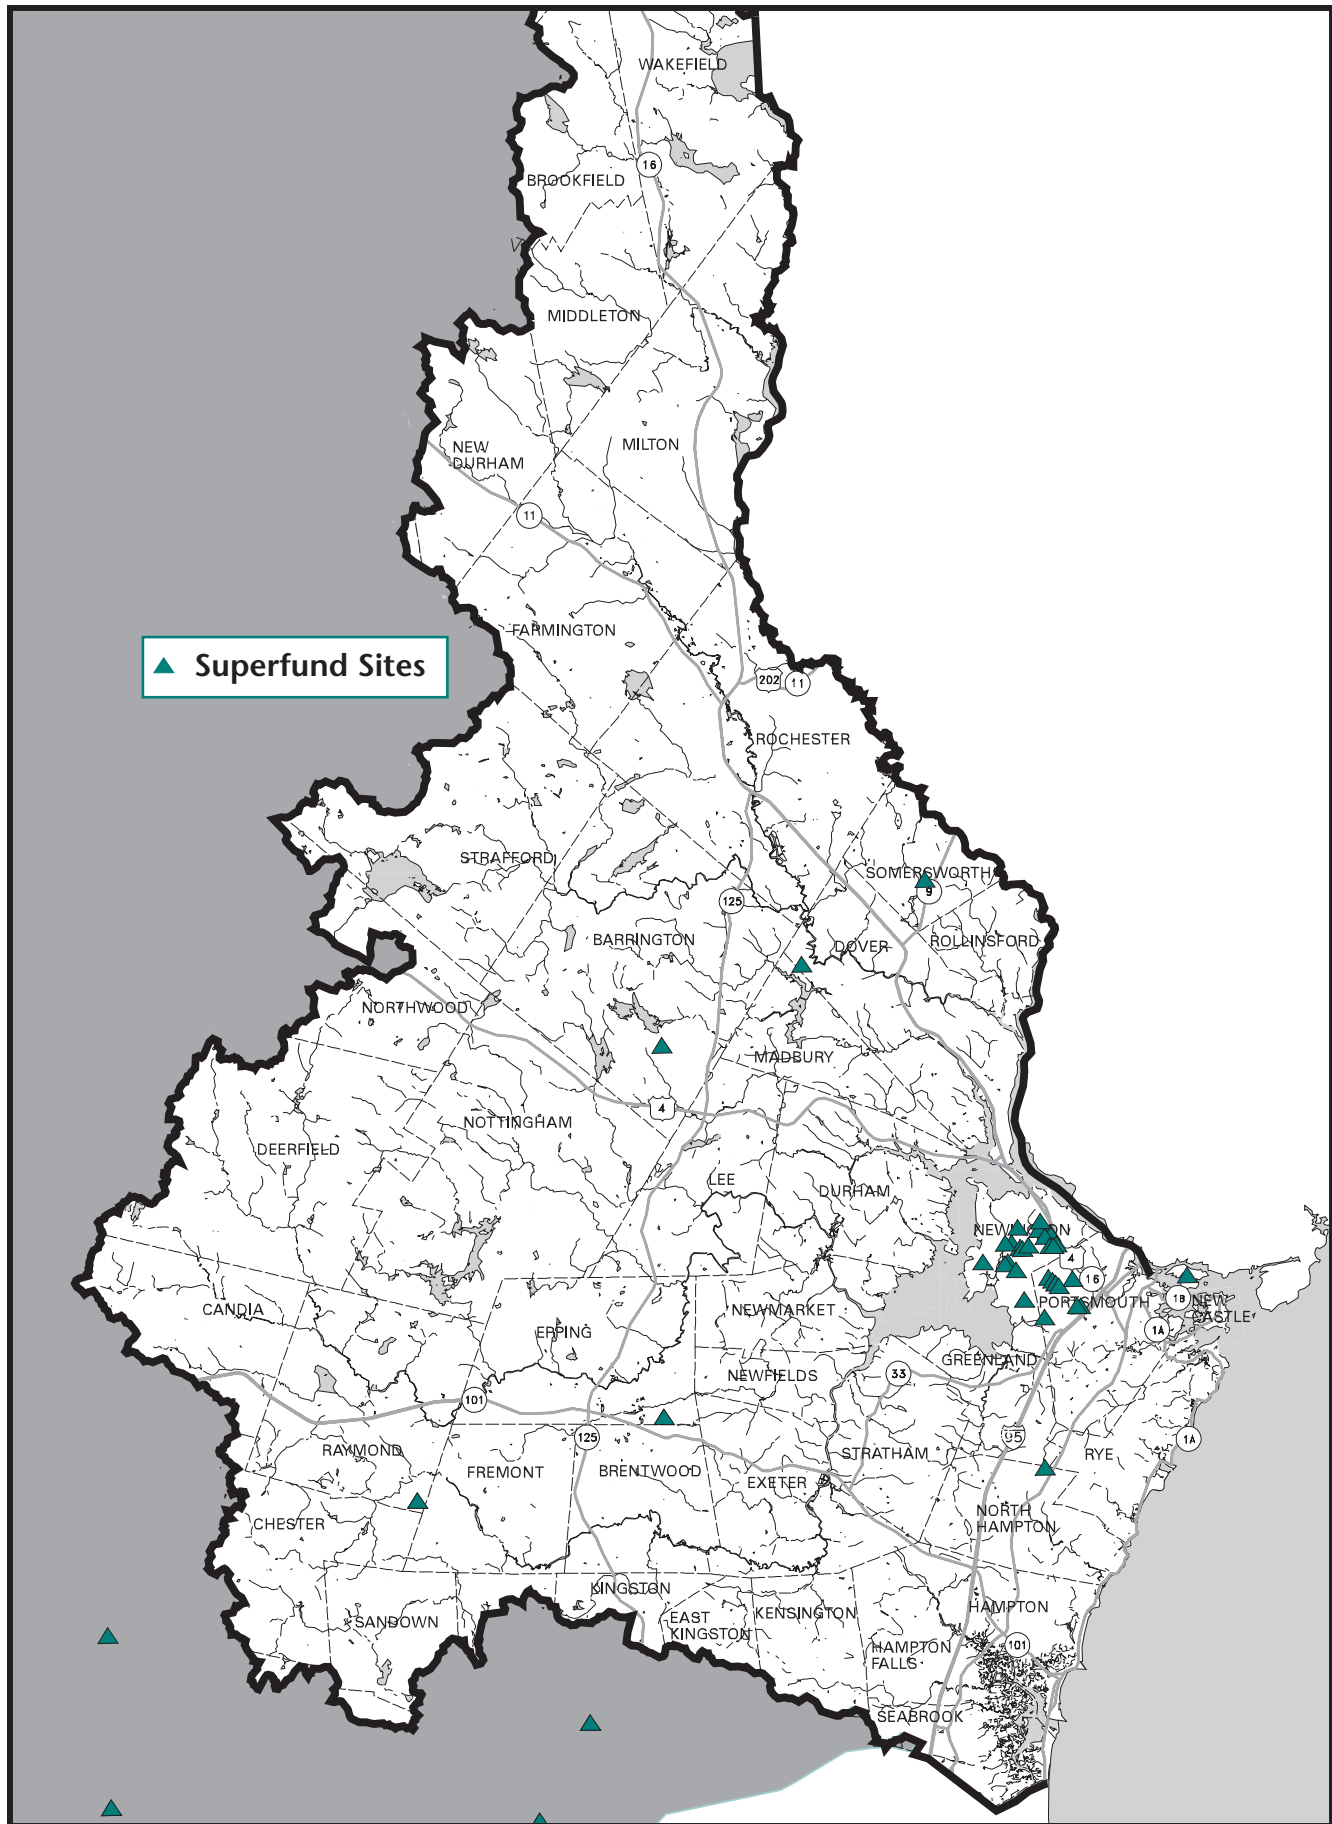 WAKEFIELD
16
BROOKFIELD
MIDDLETON
NEW
DURHAM
MILTON
11
FARMINGTON
Superfund Sites
202
11
ROCHESTER
STRAFFORD
SOMERSWORTH
9
125
BARRINGTON
DOVER
ROLLINSFORD
NORTHWOOD
MADBURY
4
NOTTINGHAM
DEERFIELD
LEE
DURHAM
NEWINGTON
4
16
CANDIA
NEWMARKET
PORTSMOUTH
1B
NEW
CASTLE
EPPING
1A
GREENLAND
NEWFIELDS
33
101
125
95
1A
RAYMOND
FREMONT
BRENTWOOD
STRATHAM
RYE
EXETER
CHESTER
NORTH
HAMPTON
KINGSTON
SANDOWN
EAST
KINGSTON
KENSINGTON
HAMPTON
HAMPTON
FALLS
101
SEABROOK